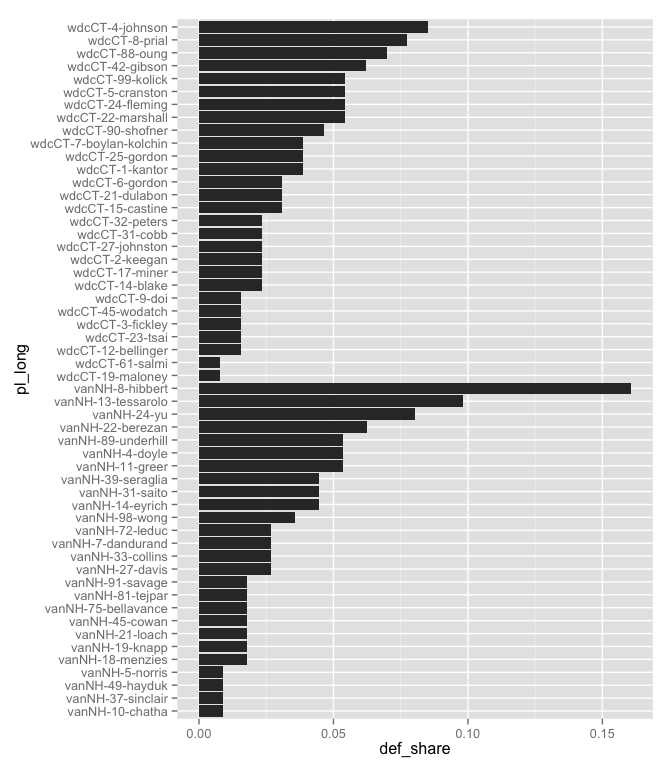 wdcCT-4-johnson
wdcCT-8-prial
wdcCT-88-oung
wdcCT-42-gibson
wdcCT-99-kolick
wdcCT-5-cranston
wdcCT-24-fleming
wdcCT-22-marshall
wdcCT-90-shofner
wdcCT-7-boylan-kolchin
wdcCT-25-gordon
wdcCT-1-kantor
wdcCT-6-gordon
wdcCT-21-dulabon
wdcCT-15-castine
wdcCT-32-peters
wdcCT-31-cobb
wdcCT-27-johnston
wdcCT-2-keegan
wdcCT-17-miner
wdcCT-14-blake
wdcCT-9-doi
wdcCT-45-wodatch
wdcCT-3-fickley
wdcCT-23-tsai
wdcCT-12-bellinger
wdcCT-61-salmi
wdcCT-19-maloney
vanNH-8-hibbert
vanNH-13-tessarolo
vanNH-24-yu
vanNH-22-berezan
vanNH-89-underhill
vanNH-4-doyle
vanNH-11-greer
vanNH-39-seraglia
vanNH-31-saito
vanNH-14-eyrich
vanNH-98-wong
vanNH-72-leduc
vanNH-7-dandurand
vanNH-33-collins
vanNH-27-davis
vanNH-91-savage
vanNH-81-tejpar
vanNH-75-bellavance
vanNH-45-cowan
vanNH-21-loach
vanNH-19-knapp
vanNH-18-menzies
vanNH-5-norris
vanNH-49-hayduk
vanNH-37-sinclair
vanNH-10-chatha
pl_long
0.00 0.05 0.10 0.15
def_share